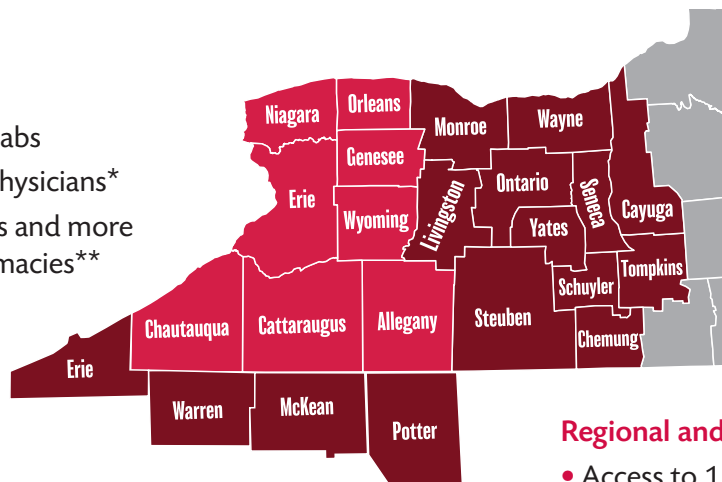 abs
hysicians*
s and more
macies**
Niagara
Orleans
Monroe
Wayne
Genesee
Erie
Wyoming
Livingston
Ontario
Seneca
Cayuga
Yates
Tompkins
Schuyler
Chautauqua
Cattaraugus
Allegany
Steuben
Chemung
Erie
Warren
McKean
Potter
Regional and
• Access to 1